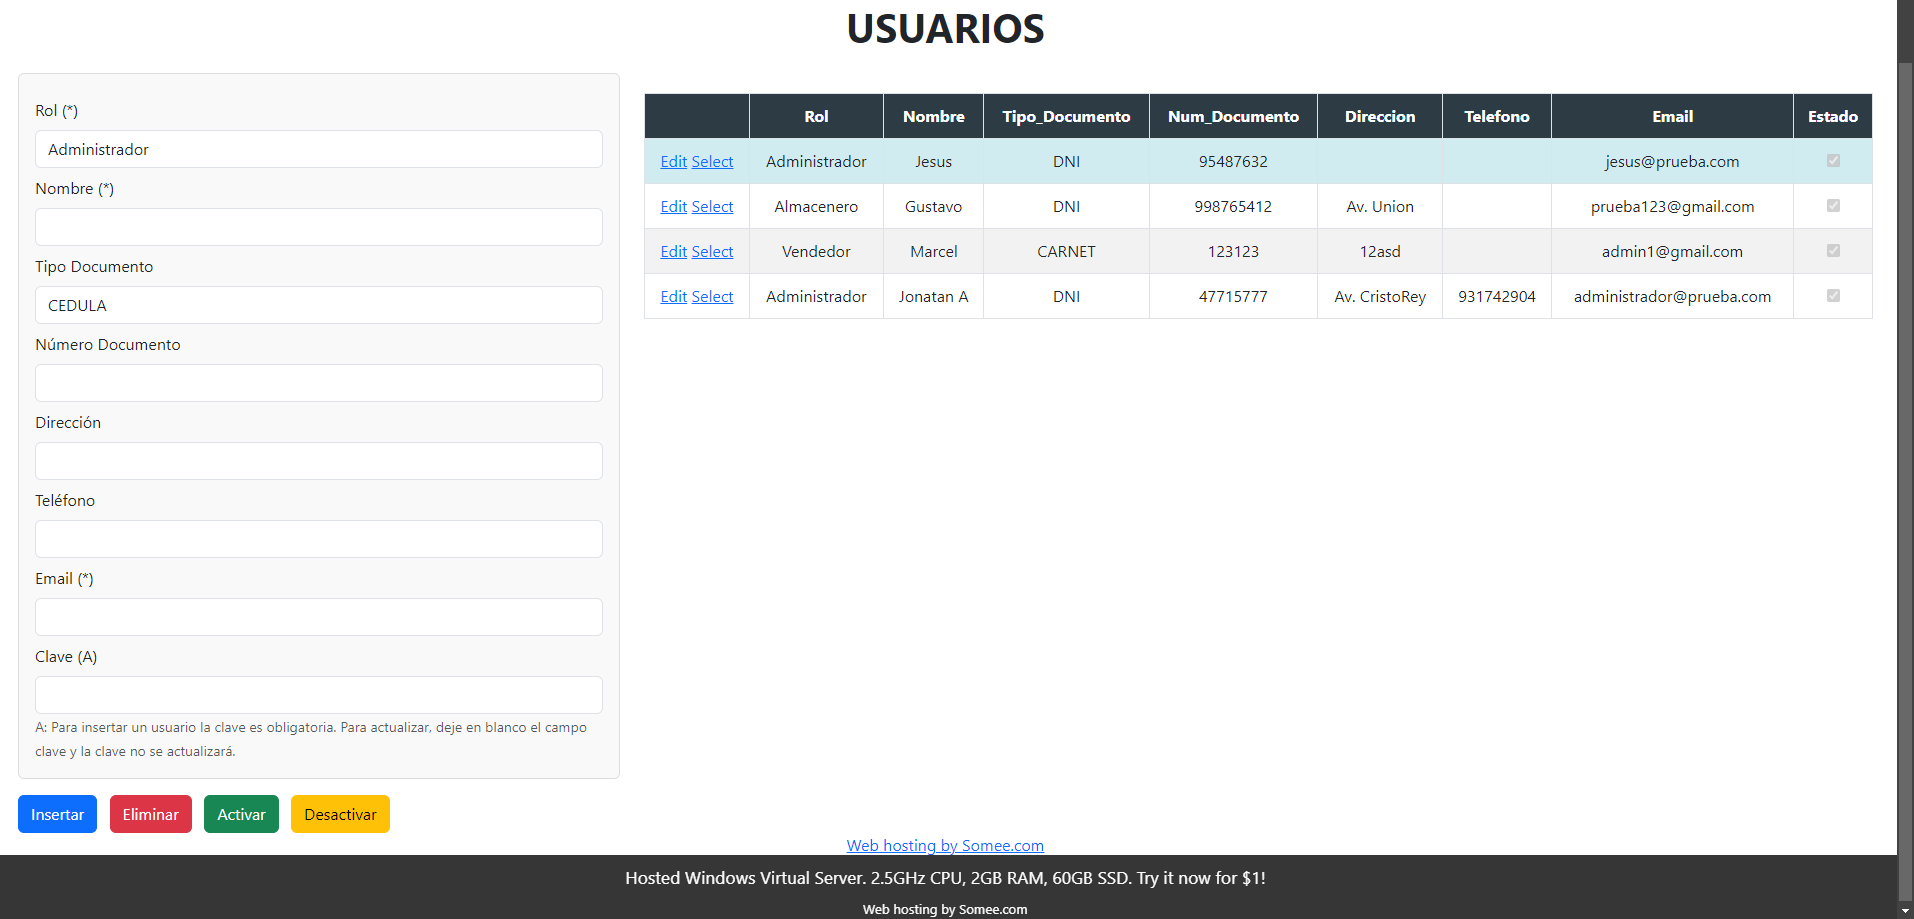 USUARIOS
Rol (*)
Administrador
Nombre (*)
Tipo Documento
CEDULA
Número Documento
Dirección
Teléfono
Email (*)
Clave (A)
A: Para insertar un usuario la clave es obligatoria. Para actualizar, deje en blanco el campo
clave y la clave no se actualizará.
Insertar Eliminar Activar Desactivar
Rol Nombre Tipo_Documento Num_Documento Direccion Telefono Email Estado
Edit Select Administrador Jesus DNI 95487632 jesus@prueba.com
Edit Select Almacenero Gustavo DNI 998765412 Av. Union prueba123@gmail.com
Edit Select Vendedor Marcel CARNET 123123 12asd admin1@gmail.com
Edit Select Administrador Jonatan A DNI 47715777 Av. CristoRey 931742904 administrador@prueba.com
Web hosting by Somee.com
Hosted Windows Virtual Server. 2.5GHz CPU, 2GB RAM, 60GB SSD. Try it now for $1!
Web hosting by Somee.com